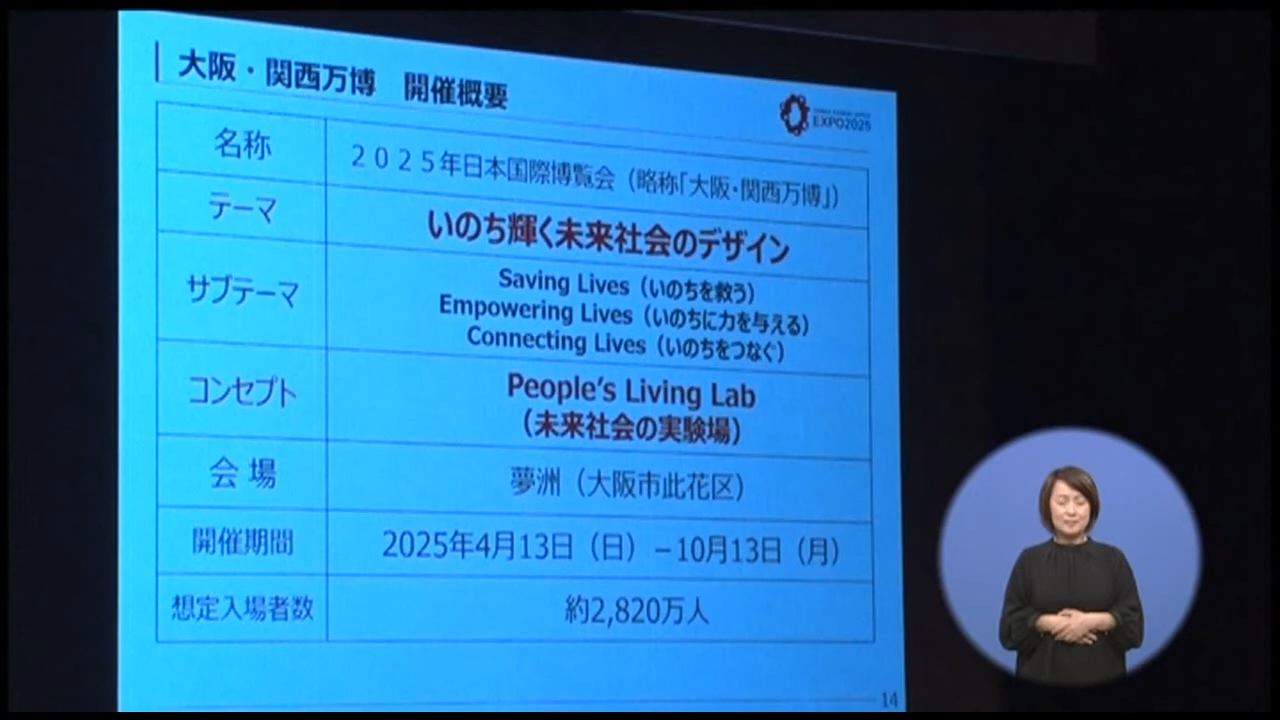 大阪・関西万博　開催概要
EXPO2025
名称
２０２５年日本国際博覧会（略称「大阪・関西万博」）
テーマ
いのち輝く未来社会のデザイン
サブテーマ
Saving Lives（いのちを救う）
Empowering Lives（いのちに力を与える）
Connecting Lives（いのちをつなぐ）
コンセプト
People's Living Lab
（未来社会の実験場）
会 場
夢洲（大阪市此花区）
開催期間
2025年4月13日（日）－10月13日（月）
想定入場者数
約2,820万人
14